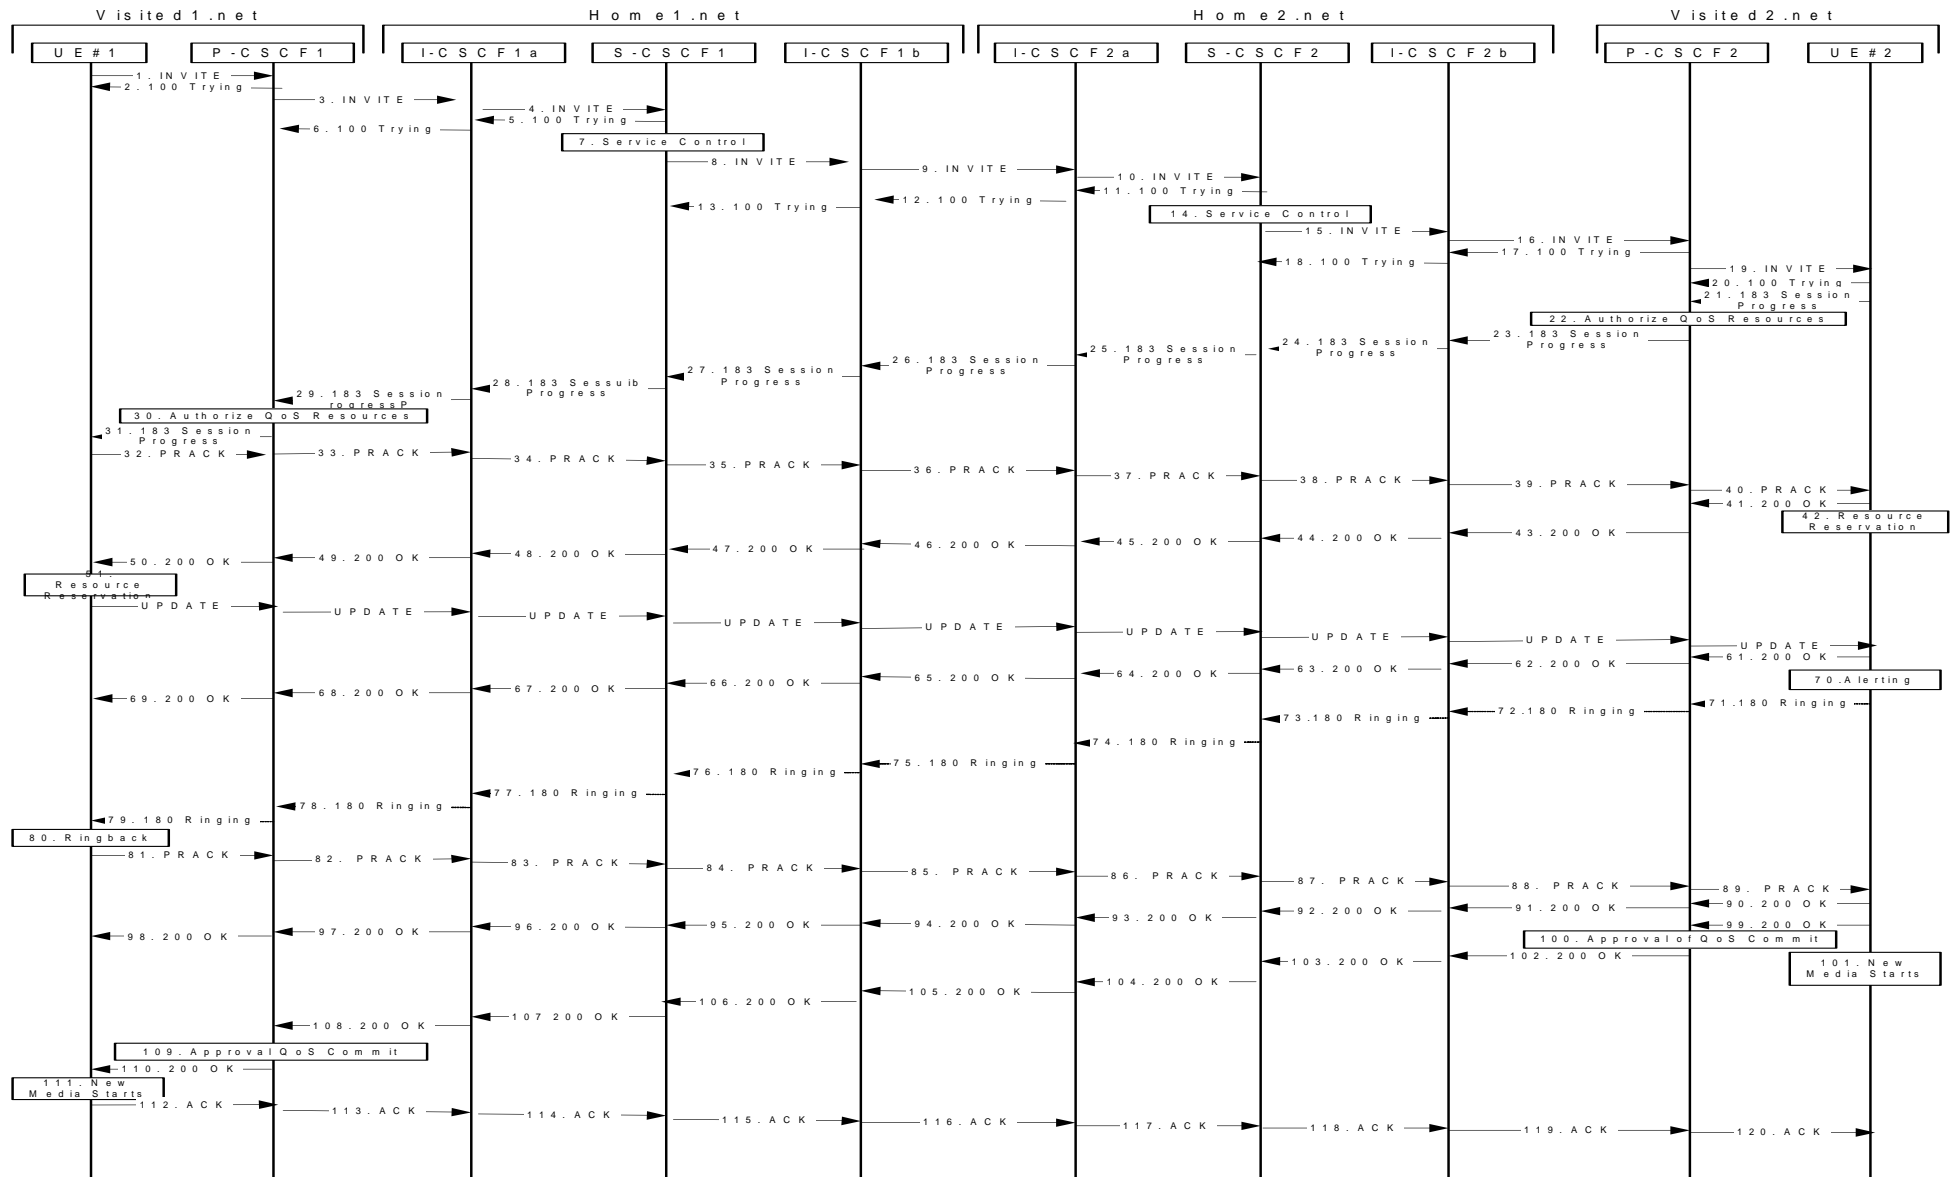 Visited1.net
Home1.net
Home2.net
Visited2.net
UE#1
P-CSCF1
I-CSCF1a
S-CSCF1
I-CSCF1b
I-CSCF2a
S-CSCF2
I-CSCF2b
P-CSCF2
UE#2
1. INVITE
2.100 Trying
3. INVITE
4. INVITE
5.100 Trying
6.100 Trying
7. Service Control
8. INVITE
9. INVITE
10. INVITE
11.100 Trying
12.100 Trying
13.100 Trying
14. Service Control
15. INVITE
16. INVITE
17.100 Trying
18.100 Trying
19. INVITE
20.100 Trying
21.183 Session
Progress
22. Authorize QoS Resources
23.183 Session
Progress
24.183 Session
Progress
25.183 Session
Progress
26.183 Session
Progress
27.183 Session
Progress
28.183 Sessuib
Progress
29.183 Session
rogressP
30. Authorize QoS Resources
31.183 Session
Progress
32. PRACK
33. PRACK
34. PRACK
35. PRACK
36. PRACK
37. PRACK
38. PRACK
39. PRACK
40. PRACK
41.200 OK
42. Resource
Reservation
43.200 OK
44.200 OK
45.200 OK
46.200 OK
47.200 OK
48.200 OK
49.200 OK
50.200 OK
51.
Resource
Reservation
UPDATE
UPDATE
UPDATE
UPDATE
UPDATE
UPDATE
UPDATE
UPDATE
UPDATE
61.200 OK
62.200 OK
63.200 OK
64.200 OK
65.200 OK
66.200 OK
67.200 OK
68.200 OK
69.200 OK
70.Alerting
71.180 Ringing
72.180 Ringing
73.180 Ringing
74.180 Ringing
75.180 Ringing
76.180 Ringing
77.180 Ringing
78.180 Ringing
79.180 Ringing
80. Ringback
81. PRACK
82. PRACK
83. PRACK
84. PRACK
85. PRACK
86. PRACK
87. PRACK
88. PRACK
89. PRACK
90.200 OK
91.200 OK
92.200 OK
93.200 OK
94.200 OK
95.200 OK
96.200 OK
97.200 OK
98.200 OK
99.200 OK
100. Approval of QoS Commit
101. New
Media Starts
102.200 OK
103.200 OK
104.200 OK
105.200 OK
106.200 OK
107 200 OK
108.200 OK
109. Approval QoS Commit
110.200 OK
111. New
Media Starts
112. ACK
113. ACK
114. ACK
115. ACK
116. ACK
117. ACK
118. ACK
119. ACK
120. ACK